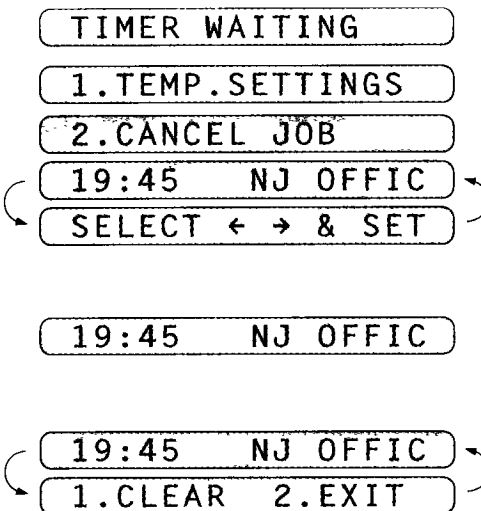 TIMER WAITING
1.TEMP.SETTINGS
2.CANCEL JOB
19:45 NJ OFFIC
SELECT ← → & SET
19:45 NJ OFFIC
19:45 NJ OFFIC
1.CLEAR 2.EXIT